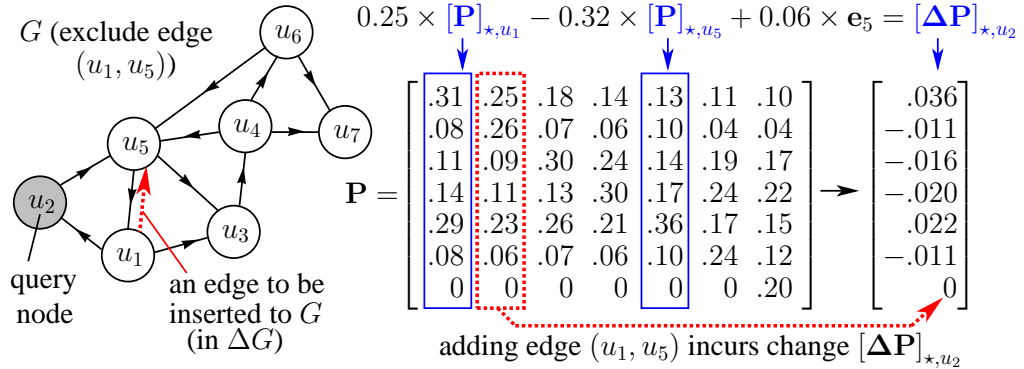 0.25 × [P]⋆,u₁ − 0.32 × [P]⋆,u₅ + 0.06 × e₅ = [ΔP]⋆,u₂
G (exclude edge
(u₁, u₅))
u₆
u₄
u₇
u₅
u₂
u₃
u₁
query
node
an edge to be
inserted to G
(in ΔG)
P =
.31 .25 .18 .14 .13 .11 .10
.08 .26 .07 .06 .10 .04 .04
.11 .09 .30 .24 .14 .19 .17
.14 .11 .13 .30 .17 .24 .22
.29 .23 .26 .21 .36 .17 .15
.08 .06 .07 .06 .10 .24 .12
0 0 0 0 0 0 .20
.036
−.011
−.016
−.020
.022
−.011
0
adding edge (u₁, u₅) incurs change [ΔP]⋆,u₂